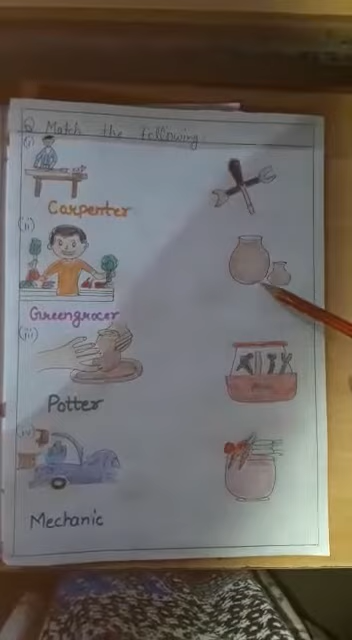 Q Match the following
(i)
Carpenter
(ii)
Greengrocer
(iii)
Potter
(iv)
Mechanic